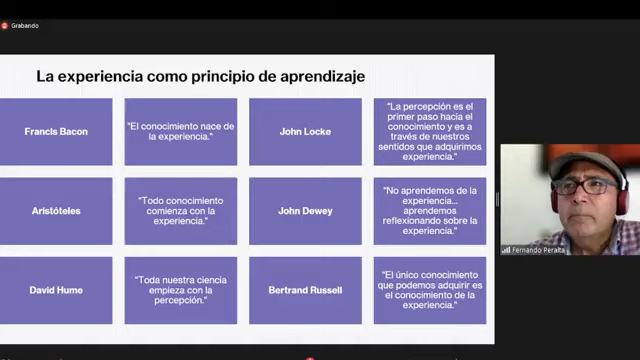 Grabando
La experiencia como principio de aprendizaje
Francis Bacon
"El conocimiento nace de
la experiencia."
John Locke
"La percepción es el
primer paso hacia el
conocimiento y es a
través de nuestros
sentidos que adquirimos
experiencia."
Aristóteles
"Todo conocimiento
comienza con la
experiencia."
John Dewey
"No aprendemos de la
experiencia...
aprendemos
reflexionando sobre la
experiencia."
David Hume
"Toda nuestra ciencia
empieza con la
percepción."
Bertrand Russell
"El único conocimiento
que podemos adquirir es
el conocimiento de la
experiencia."
Fernando Peralta